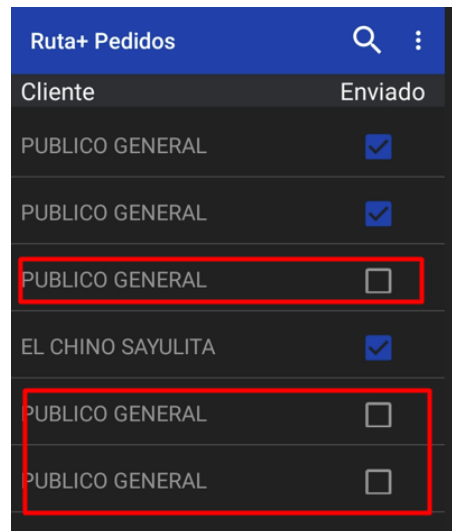 Ruta+ Pedidos
Cliente Enviado
PUBLICO GENERAL
PUBLICO GENERAL
PUBLICO GENERAL
EL CHINO SAYULITA
PUBLICO GENERAL
PUBLICO GENERAL